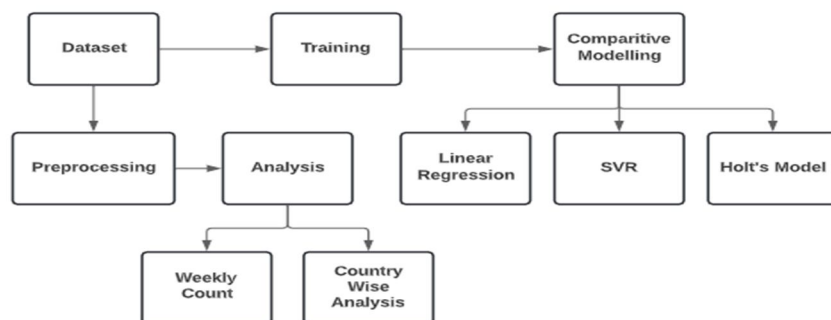 Dataset
Training
Comparitive
Modelling
Preprocessing
Analysis
Linear
Regression
SVR
Holt's Model
Weekly
Count
Country
Wise
Analysis